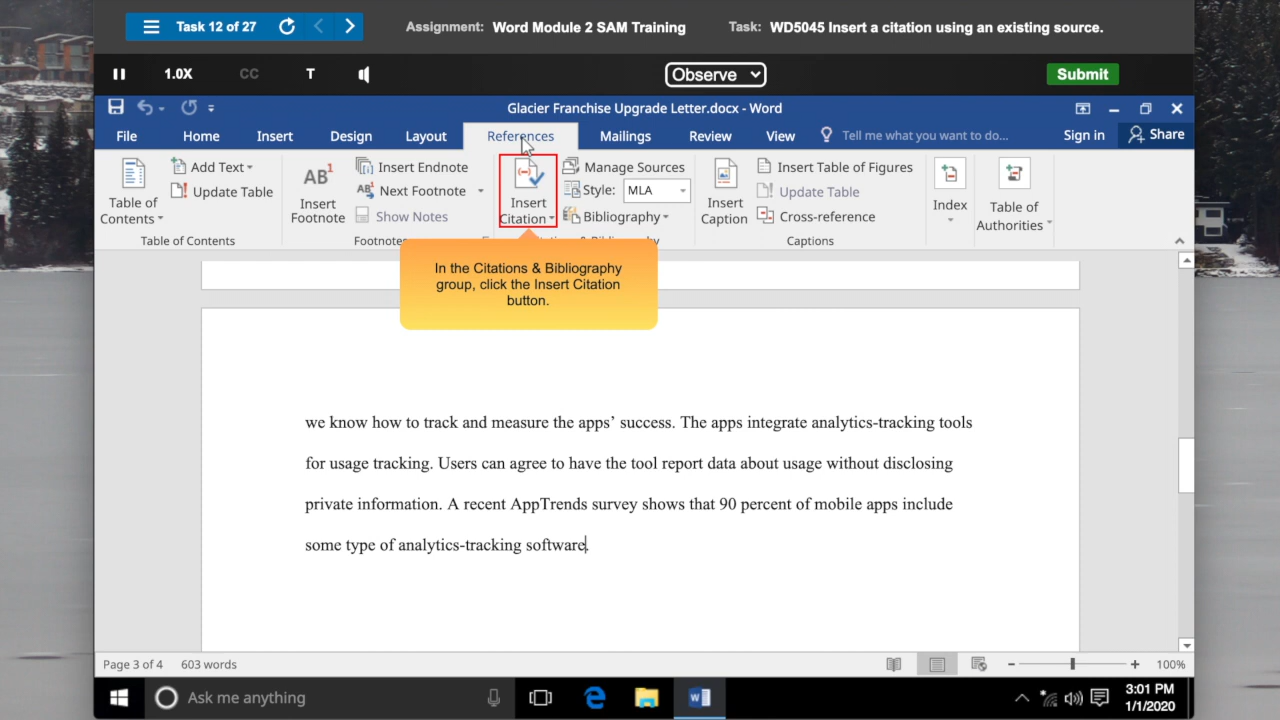 Task 12 of 27
Assignment: Word Module 2 SAM Training
Task: WD5045 Insert a citation using an existing source.
1.0X
CC
T
Observe
Submit
Glacier Franchise Upgrade Letter.docx - Word
File
Home
Insert
Design
Layout
References
Mailings
Review
View
Tell me what you want to do...
Sign in
Share
Table of
Contents
Add Text
Update Table
Table of Contents
AB1
Insert
Footnote
Insert Endnote
Next Footnote
Show Notes
Footnotes
Insert
Citation
Manage Sources
Style: MLA
Bibliography
Insert
Caption
Insert Table of Figures
Update Table
Cross-reference
Captions
Index
Table of
Authorities
In the Citations & Bibliography
group, click the Insert Citation
button.
we know how to track and measure the apps’ success. The apps integrate analytics-tracking tools
for usage tracking. Users can agree to have the tool report data about usage without disclosing
private information. A recent AppTrends survey shows that 90 percent of mobile apps include
some type of analytics-tracking software.
Page 3 of 4
603 words
100%
Ask me anything
3:01 PM
1/1/2020